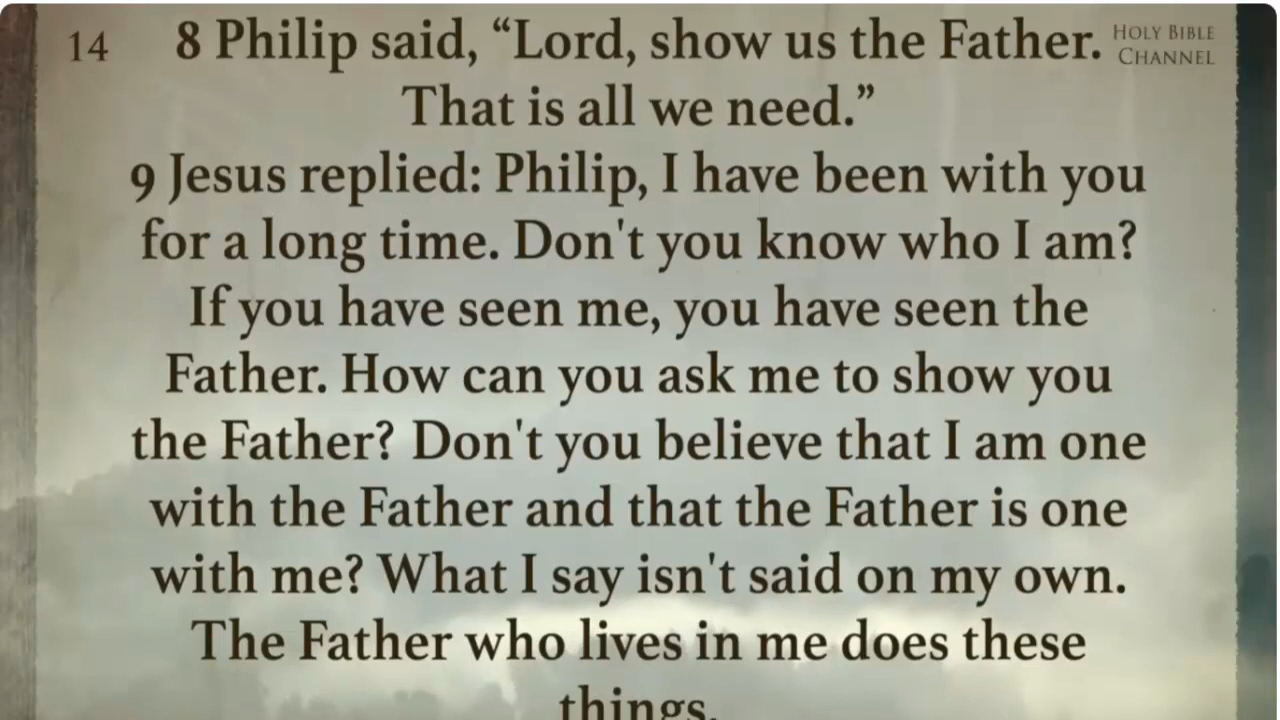 14
8 Philip said, “Lord, show us the Father.
HOLY BIBLE
CHANNEL
That is all we need.”
9 Jesus replied: Philip, I have been with you
for a long time. Don't you know who I am?
If you have seen me, you have seen the
Father. How can you ask me to show you
the Father? Don't you believe that I am one
with the Father and that the Father is one
with me? What I say isn't said on my own.
The Father who lives in me does these
things.